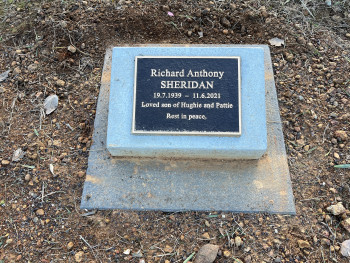 Richard Anthony
SHERIDAN
19.7.1939 - 11.6.2021
Loved son of Hughie and Pattie
Rest in peace.